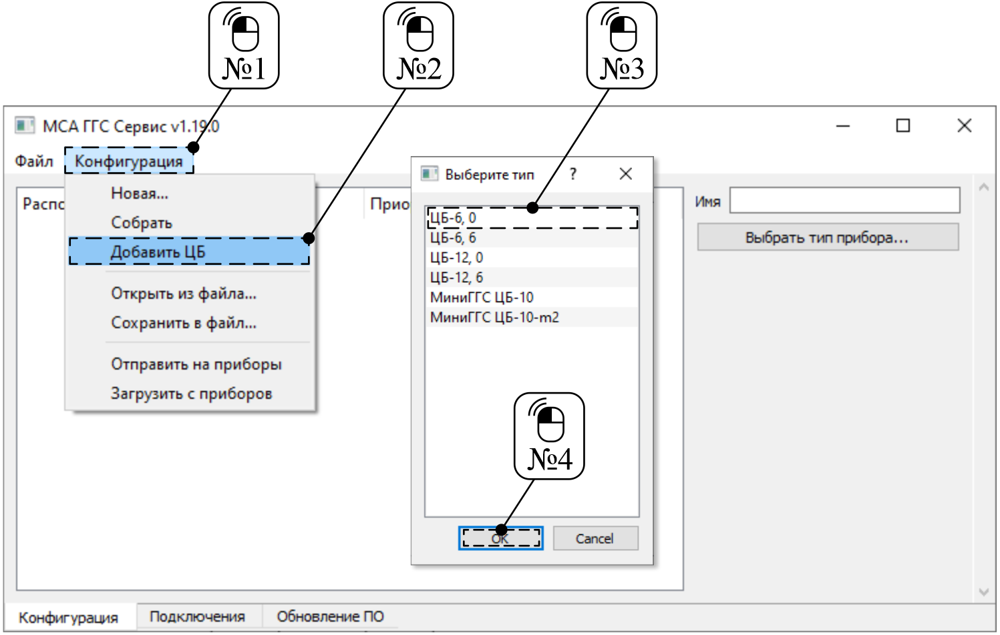 №1
№2
№3
МСА ГГС Сервис v1.19.0
Файл
Конфигурация
Новая...
Собрать
Добавить ЦБ
Открыть из файла...
Сохранить в файл...
Отправить на приборы
Загрузить с приборов
Выберите тип
?
ЦБ-6, 0
ЦБ-6, 6
ЦБ-12, 0
ЦБ-12, 6
МиниГГС ЦБ-10
МиниГГС ЦБ-10-m2
№4
OK
Cancel
Распо
Прио
Имя
Выбрать тип прибора...
Конфигурация
Подключения
Обновление ПО